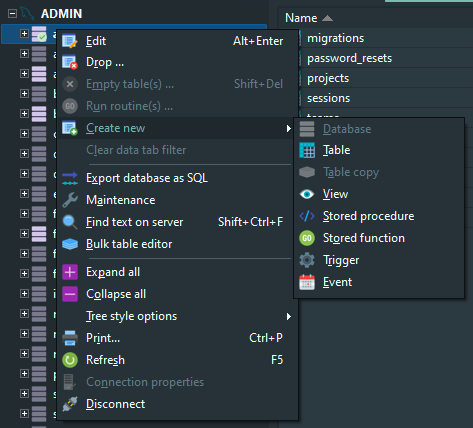 ADMIN
Name
migrations
password_resets
projects
sessions
Edit Alt+Enter
Drop ...
Empty table(s) ... Shift+Del
Run routine(s) ...
Create new
Clear data tab filter
Export database as SQL
Maintenance
Find text on server Shift+Ctrl+F
Bulk table editor
Expand all
Collapse all
Tree style options
Print... Ctrl+P
Refresh F5
Connection properties
Disconnect
Database
Table
Table copy
View
Stored procedure
GO Stored function
Trigger
Event